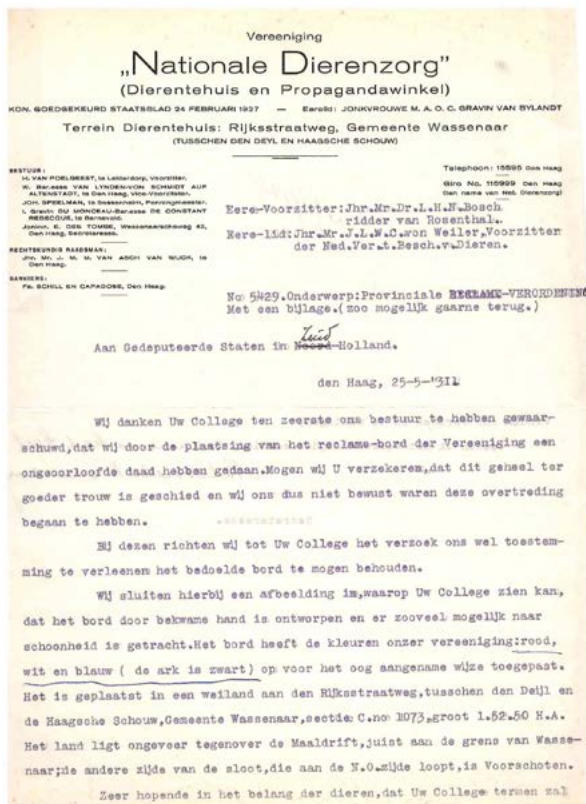 Vereeniging
„Nationale Dierenzorg”
(Dierentehuis en Propagandawinkel)
KON. GOEDGEKEURD STAATSBLAD 24 FEBRUARI 1927 — Eerelid: JONKVROUWE M. A. O. C. GRAVIN VAN BYLANDT
Terrein Dierentehuis: Rijksstraatweg, Gemeente Wassenaar
(TUSSCHEN DEN DEYL EN HAAGSCHE SCHOUW)
BESTUUR:
H. VAN POELGEEST, te Leiderdorp, Voorzitter.
W. Bar.esse VAN LYNDEN-VON SCHMIDT AUF
ALTENSTADT, te Den Haag, Vice-Voorzitster.
JOH. SPEELMAN, te Sassenheim, Penningmeester.
I. Gravin DU MONCEAU-Bar.esse DE CONSTANT
REBECQUE, te Barneveld.
E. DES TOMBE, Wassenaarscheweg 43,
Den Haag, Secretaresse.
RECHTSKUNDIG RAADSMAN:
Jhr. Mr. J. M. M. VAN ASCH VAN WIJCK, te
Den Haag.
BANKIERS:
Fa. SCHILL EN CAPADOSE, Den Haag.
Telephoon: 15595 Den Haag
Giro No. 115999 Den Haag
(ten name van Nat. Dierenzorg)
Eere-Voorzitter:Jhr.Mr.Dr.L.H.N.Bosch
ridder van Rosenthal.
Eere-lid:Jhr.Mr.J.L.W.C.von Weiler,Voorzitter
der Ned.Ver.t.Besch.v.Dieren.
No 5429.Onderwerp:Provinciale RECLAME-VERORDENING
Met een bijlage.(zoo mogelijk gaarne terug.)
Zuid
Aan Gedeputeerde Staten in Noord-Holland.
den Haag, 25-5-'31
Wij danken Uw College ten zeerste ons bestuur te hebben gewaar-
schuwd,dat wij door de plaatsing van het reclame-bord der Vereeniging een
ongeoorloofde daad hebben gedaan.Mogen wij U verzekeren,dat dit geheel ter
goeder trouw is geschied en wij ons dus niet bewust waren deze overtreding
begaan te hebben.
Bij dezen richten wij tot Uw College het verzoek ons wel toestem-
ming te verleenen het bedoelde bord te mogen behouden.
Wij sluiten hierbij een afbeelding in,waarop Uw College zien kan,
dat het bord door bekwame hand is ontworpen en er zooveel mogelijk naar
schoonheid is getracht.Het bord heeft de kleuren onzer vereeniging:rood,
wit en blauw ( de ark is zwart) op voor het oog aangename wijze toegepast.
Het is geplaatst in een weiland aan den Rijksstraatweg,tusschen den Deijl en
de Haagsche Schouw,Gemeente Wassenaar,sectie C.no 1073,groot 1.52.50 H.A.
Het land ligt ongeveer tegenover de Maaldrift,juist aan de grens van Wasse-
naar;de andere zijde van de sloot,die aan de N.O.zijde loopt,is Voorschoten.
Zeer hopende in het belang der dieren,dat Uw College termen zal